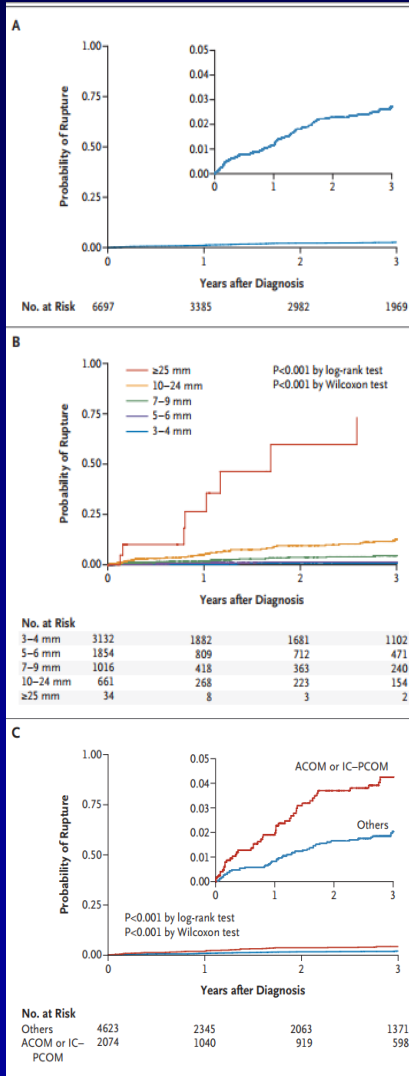 A
1.00
0.75
0.50
0.25
0.00
0.05
0.04
0.03
0.02
0.01
0.00
0 1 2 3
0 1 2 3
Probability of Rupture
Years after Diagnosis
No. at Risk 6697 3385 2982 1969
B
1.00
0.75
0.50
0.25
0.00
≥25 mm
10–24 mm
7–9 mm
5–6 mm
3–4 mm
P<0.001 by log-rank test
P<0.001 by Wilcoxon test
Probability of Rupture
0 1 2 3
Years after Diagnosis
No. at Risk
3–4 mm 3132 1882 1681 1102
5–6 mm 1854 809 712 471
7–9 mm 1016 418 363 240
10–24 mm 661 268 223 154
≥25 mm 34 8 3 2
C
1.00
0.75
0.50
0.25
0.00
0.05
0.04
0.03
0.02
0.01
0.00
0 1 2 3
ACOM or IC–PCOM
Others
P<0.001 by log-rank test
P<0.001 by Wilcoxon test
Probability of Rupture
0 1 2 3
Years after Diagnosis
No. at Risk
Others 4623 2345 2063 1371
ACOM or IC– 2074 1040 919 598
PCOM